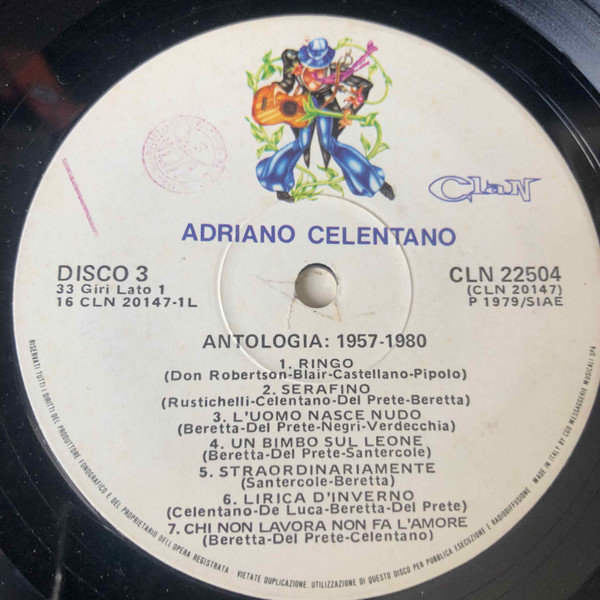 Clan
ADRIANO CELENTANO
DISCO 3
33 Giri Lato 1
16 CLN 20147-1L
CLN 22504
(CLN 20147)
P 1979/SIAE
ANTOLOGIA: 1957-1980
1. RINGO
(Don Robertson-Blair-Castellano-Pipolo)
2. SERAFINO
(Rustichelli-Celentano-Del Prete-Beretta)
3. L'UOMO NASCE NUDO
(Beretta-Del Prete-Negri-Verdecchia)
4. UN BIMBO SUL LEONE
(Beretta-Del Prete-Santercole)
5. STRAORDINARIAMENTE
(Santercole-Beretta)
6. LIRICA D'INVERNO
(Celentano-De Luca-Beretta-Del Prete)
7. CHI NON LAVORA NON FA L'AMORE
(Beretta-Del Prete-Celentano)
RISERVATI TUTTI I DIRITTI DEL PRODUTTORE FONOGRAFICO E DEL PROPRIETARIO DELL'OPERA REGISTRATA VIETATE DUPLICAZIONE, UTILIZZAZIONE DI QUESTO DISCO PER PUBBLICA ESECUZIONE E RADIODIFFUSIONE
MADE IN ITALY BY CGD MESSAGGERIE MUSICALI SPA